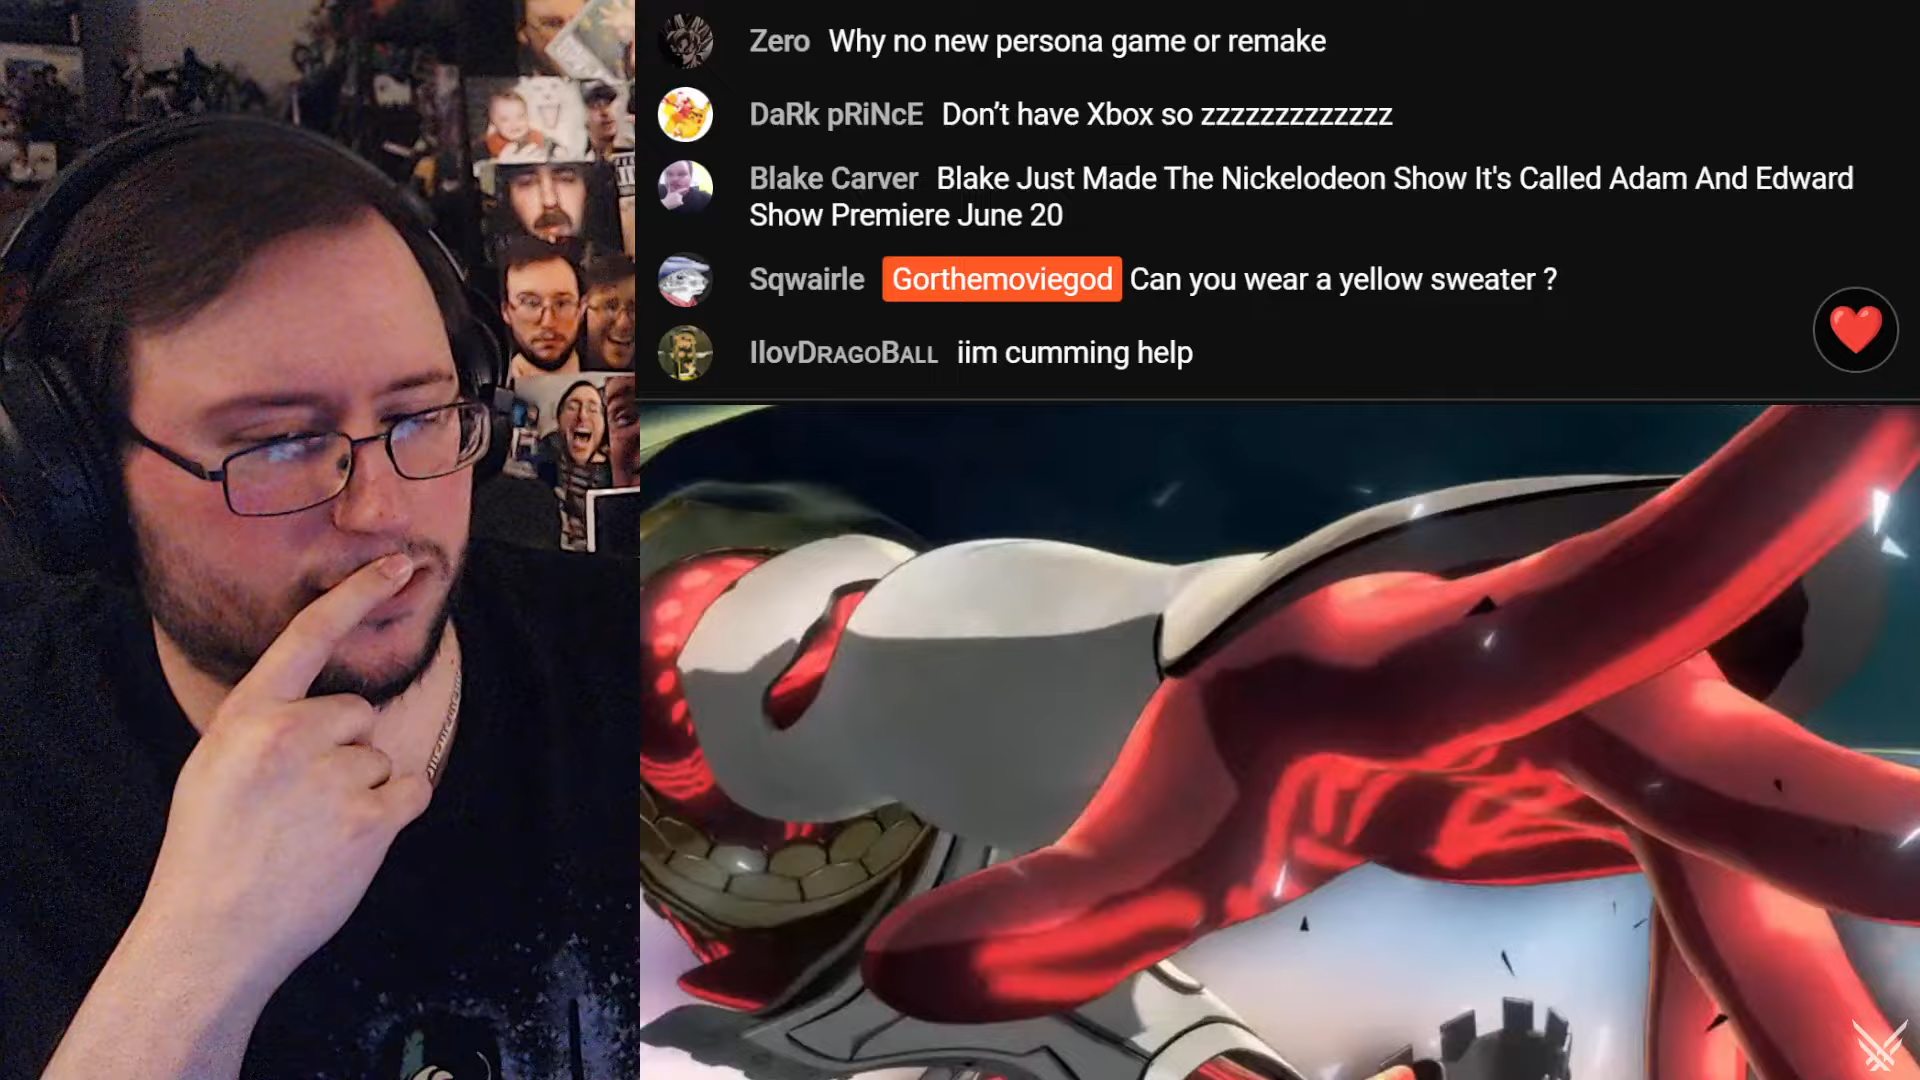 Zero Why no new persona game or remake
DaRk pRiNcE Don’t have Xbox so zzzzzzzzzzzzz
Blake Carver Blake Just Made The Nickelodeon Show It's Called Adam And Edward
Show Premiere June 20
Sqwairle Gorthemoviegod Can you wear a yellow sweater ?
IlovDRAGOBALL iim cumming help